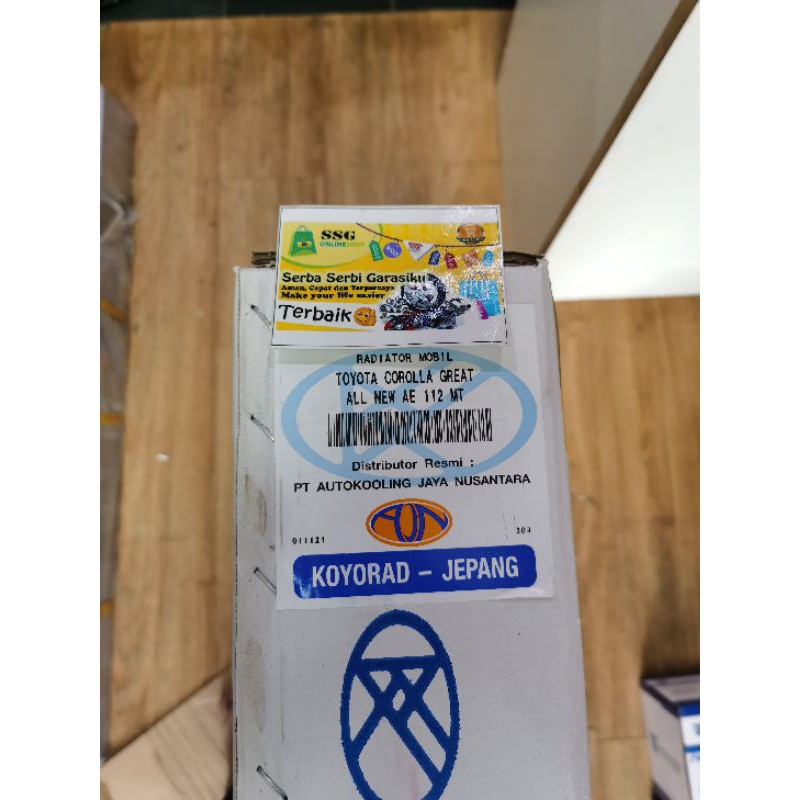 SSG
ONLINESHOP
Serba Serbi Garasiku
Aman, Cepat dan Terpercaya
Make your life easier
Terbaik
RADIATOR MOBIL
TOYOTA COROLLA GREAT
ALL NEW AE 112 MT
Distributor Resmi :
PT AUTOKOOLING JAYA NUSANTARA
AJN
011121
KOYORAD - JEPANG